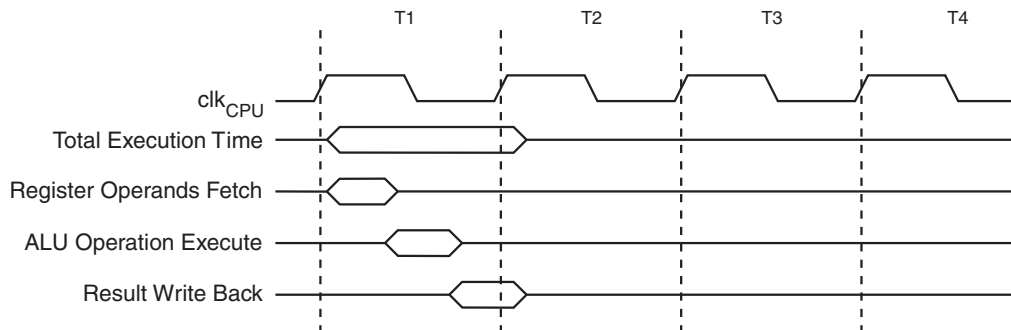 T1 T2 T3 T4
clkCPU
Total Execution Time
Register Operands Fetch
ALU Operation Execute
Result Write Back